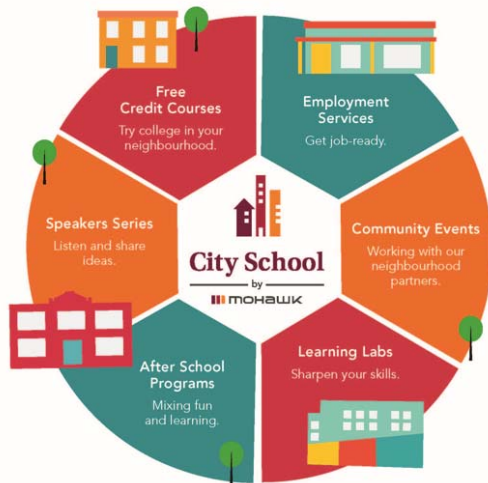 Free
Credit Courses
Try college in your
neighbourhood.
Employment
Services
Get job-ready.
Speakers Series
Listen and share
ideas.
City School
by
mohawk
Community Events
Working with our
neighbourhood
partners.
After School
Programs
Mixing fun
and learning.
Learning Labs
Sharpen your skills.